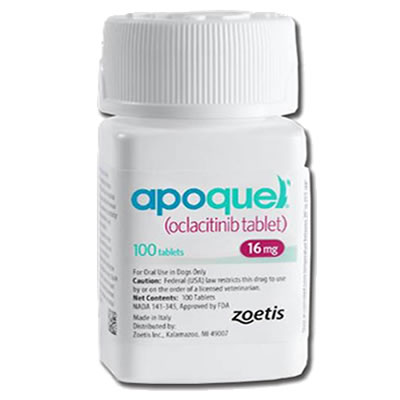 apoquel
(oclacitinib tablet)
100 tablets
16 mg
For Oral Use in Dogs Only
Caution: Federal (USA) law restricts this drug to use
by or on the order of a licensed veterinarian.
Net Contents: 100 Tablets
NADA 141-345, Approved by FDA
Made in Italy
Distributed by:
Zoetis Inc., Kalamazoo, MI 49007
zoetis